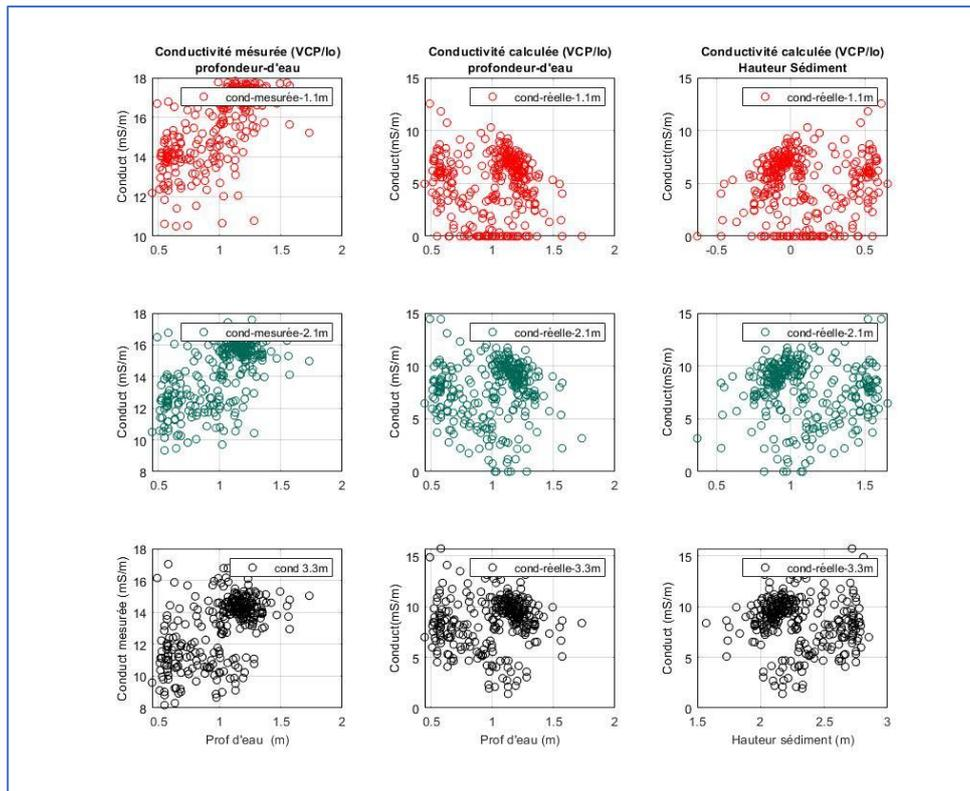 Conductivité mésurée (VCP/Io)
profondeur-d'eau
Conductivité calculée (VCP/Io)
profondeur-d'eau
Conductivité calculée (VCP/Io)
Hauteur Sédiment
18
16
14
12
10
Conduct (mS/m)
cond-mesurée-1.1m
0.5 1 1.5 2
15
10
5
0
Conduct(mS/m)
cond-réelle-1.1m
0.5 1 1.5 2
15
10
5
0
Conduct(mS/m)
cond-réelle-1.1m
-0.5 0 0.5
18
16
14
12
10
8
Conduct (mS/m)
cond-mesurée-2.1m
0.5 1 1.5 2
15
10
5
0
Conduct(mS/m)
cond-réelle-2.1m
0.5 1 1.5 2
15
10
5
0
Conduct (mS/m)
cond-réelle-2.1m
0.5 1 1.5
18
16
14
12
10
8
Conduct mesurée (mS/m)
cond 3.3m
0.5 1 1.5 2
Prof d'eau (m)
15
10
5
0
Conduct(mS/m)
cond-réelle-3.3m
0.5 1 1.5 2
Prof d'eau (m)
15
10
5
0
Conduct (mS/m)
cond-réelle-3.3m
1.5 2 2.5 3
Hauteur sédiment (m)